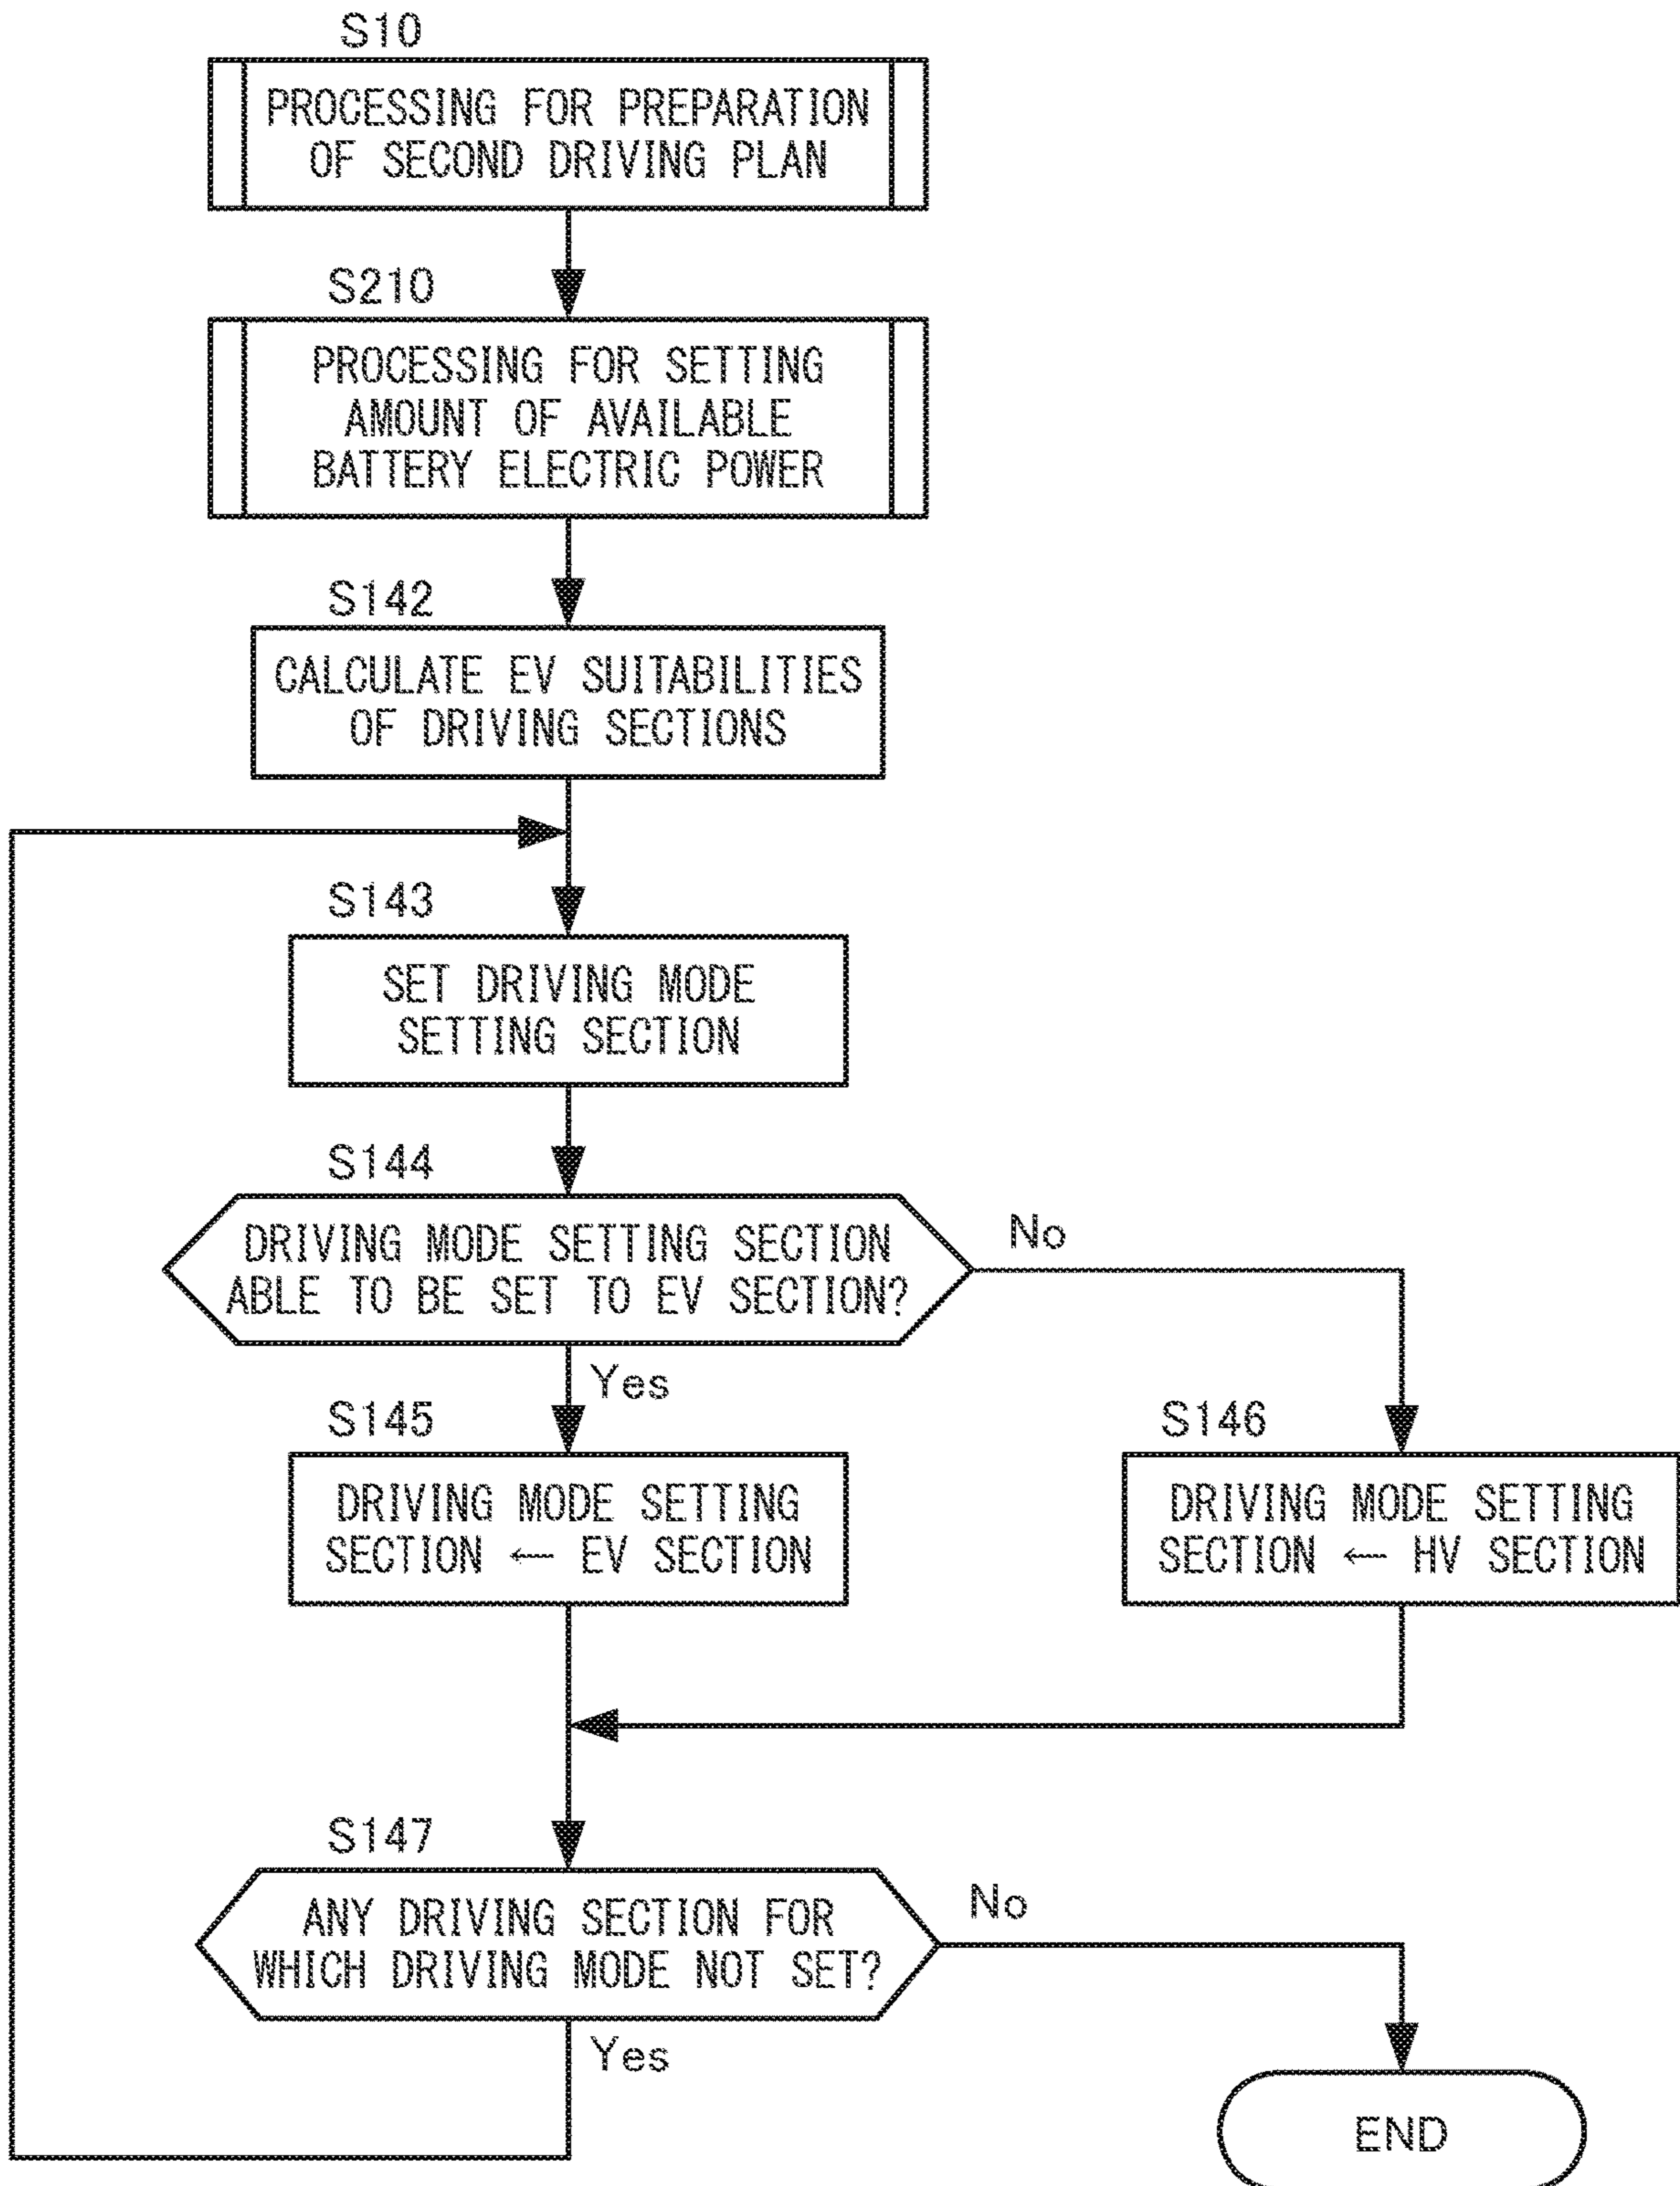 S10
PROCESSING FOR PREPARATION
OF SECOND DRIVING PLAN
S210
PROCESSING FOR SETTING
AMOUNT OF AVAILABLE
BATTERY ELECTRIC POWER
S142
CALCULATE EV SUITABILITIES
OF DRIVING SECTIONS
S143
SET DRIVING MODE
SETTING SECTION
S144
DRIVING MODE SETTING SECTION
ABLE TO BE SET TO EV SECTION?
No
Yes
S145
DRIVING MODE SETTING
SECTION ← EV SECTION
S146
DRIVING MODE SETTING
SECTION ← HV SECTION
S147
ANY DRIVING SECTION FOR
WHICH DRIVING MODE NOT SET?
No
Yes
END